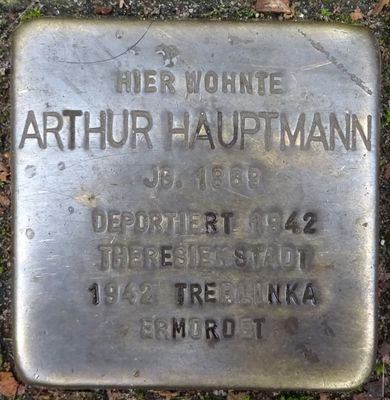 HIER WOHNTE
ARTHUR HAUPTMANN
JG. 1869
DEPORTIERT 1942
THERESIENSTADT
1942 TREBLINKA
ERMORDET